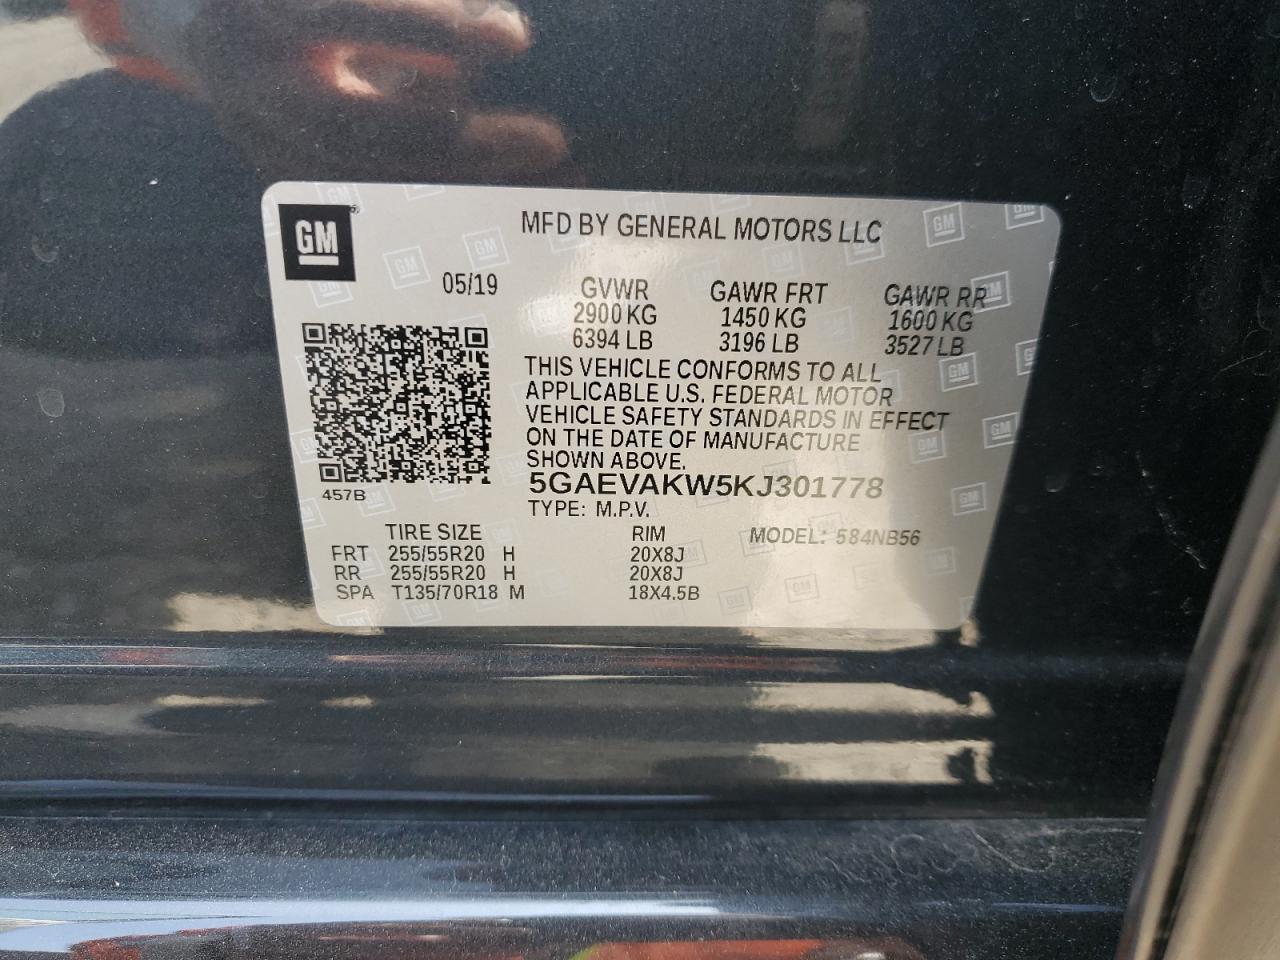 GM
MFD BY GENERAL MOTORS LLC
05/19
GVWR GAWR FRT GAWR RR
2900 KG 1450 KG 1600 KG
6394 LB 3196 LB 3527 LB
THIS VEHICLE CONFORMS TO ALL
APPLICABLE U.S. FEDERAL MOTOR
VEHICLE SAFETY STANDARDS IN EFFECT
ON THE DATE OF MANUFACTURE
SHOWN ABOVE.
5GAEVAKW5KJ301778
457B
TYPE: M.P.V.
TIRE SIZE RIM MODEL: 584NB56
FRT 255/55R20 H 20X8J
RR 255/55R20 H 20X8J
SPA T135/70R18 M 18X4.5B